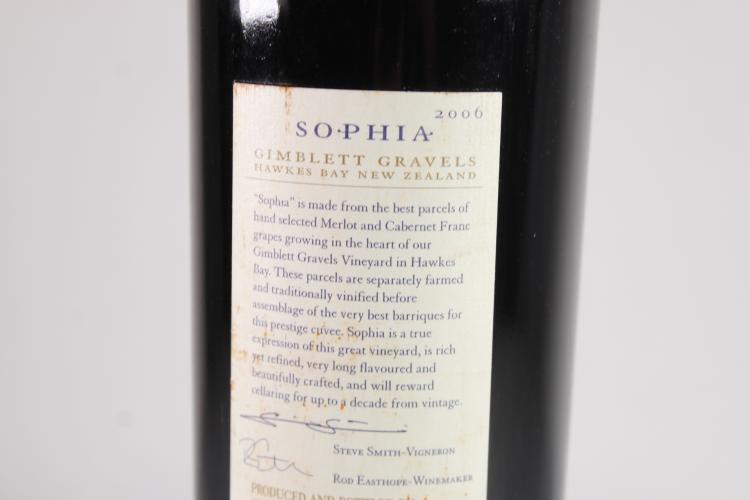 2006
SO·PHIA·
GIMBLETT GRAVELS
HAWKES BAY NEW ZEALAND
"Sophia" is made from the best parcels of
hand selected Merlot and Cabernet Franc
grapes growing in the heart of our
Gimblett Gravels Vineyard in Hawkes
Bay. These parcels are separately farmed
and traditionally vinified before
assemblage of the very best barriques for
this prestige cuvee. Sophia is a true
expression of this great vineyard, is rich
yet refined, very long flavoured and
beautifully crafted, and will reward
cellaring for up to a decade from vintage.
STEVE SMITH-VIGNERON
ROD EASTHOPE-WINEMAKER
PRODUCED AND